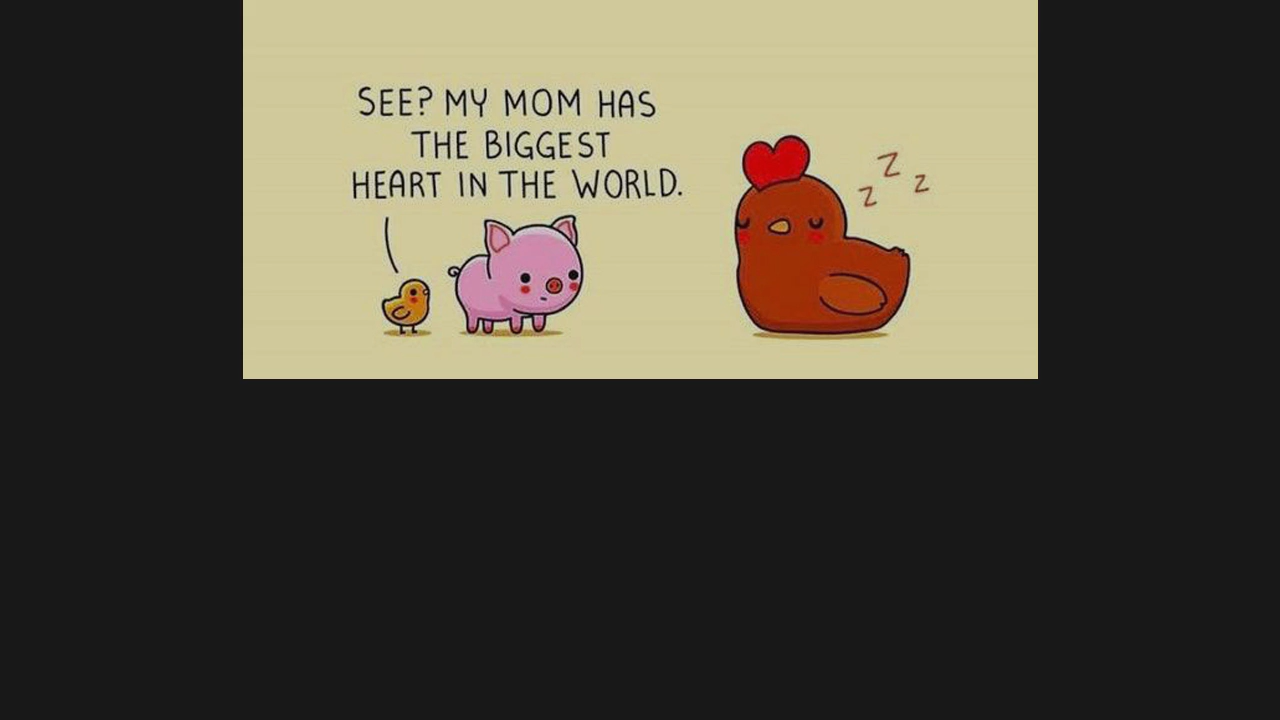 SEE? MY MOM HAS
THE BIGGEST
HEART IN THE WORLD.
Z
Z
Z